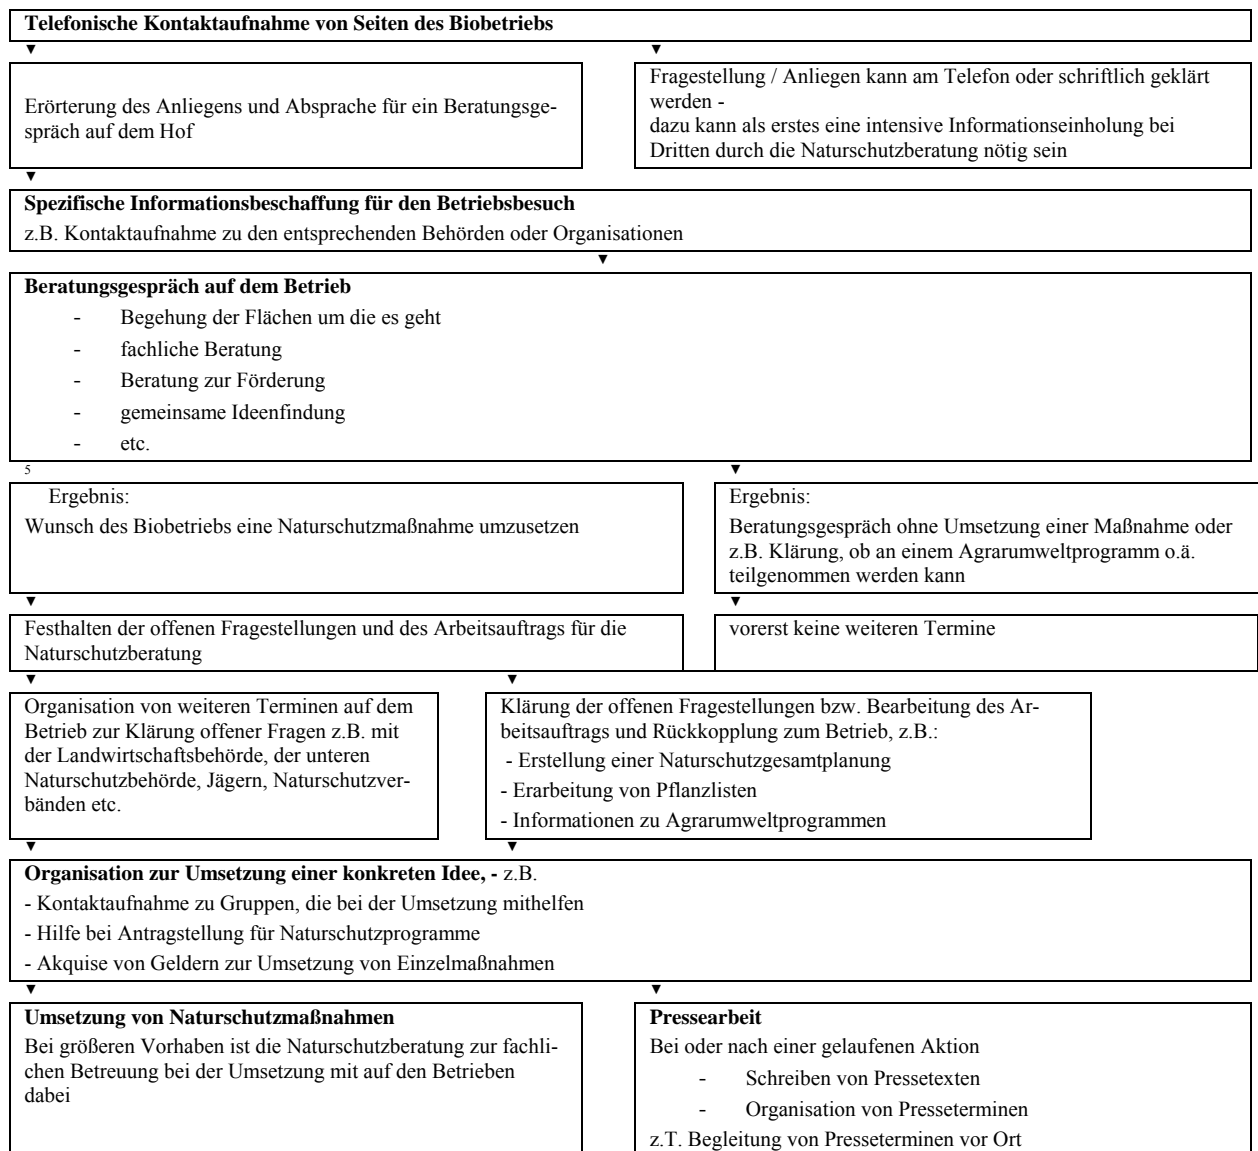 Telefonische Kontaktaufnahme von Seiten des Biobetriebs
▼ ▼
Erörterung des Anliegens und Absprache für ein Beratungsge-
spräch auf dem Hof
Fragestellung / Anliegen kann am Telefon oder schriftlich geklärt
werden -
dazu kann als erstes eine intensive Informationseinholung bei
Dritten durch die Naturschutzberatung nötig sein
▼
Spezifische Informationsbeschaffung für den Betriebsbesuch
z.B. Kontaktaufnahme zu den entsprechenden Behörden oder Organisationen
▼
Beratungsgespräch auf dem Betrieb
- Begehung der Flächen um die es geht
- fachliche Beratung
- Beratung zur Förderung
- gemeinsame Ideenfindung
- etc.
5 ▼
Ergebnis:
Wunsch des Biobetriebs eine Naturschutzmaßnahme umzusetzen
Ergebnis:
Beratungsgespräch ohne Umsetzung einer Maßnahme oder
z.B. Klärung, ob an einem Agrarumweltprogramm o.ä.
teilgenommen werden kann
▼ ▼
Festhalten der offenen Fragestellungen und des Arbeitsauftrags für die
Naturschutzberatung
vorerst keine weiteren Termine
▼ ▼
Organisation von weiteren Terminen auf dem
Betrieb zur Klärung offener Fragen z.B. mit
der Landwirtschaftsbehörde, der unteren
Naturschutzbehörde, Jägern, Naturschutzver-
bänden etc.
Klärung der offenen Fragestellungen bzw. Bearbeitung des Ar-
beitsauftrags und Rückkopplung zum Betrieb, z.B.:
- Erstellung einer Naturschutzgesamtplanung
- Erarbeitung von Pflanzlisten
- Informationen zu Agrarumweltprogrammen
▼ ▼
Organisation zur Umsetzung einer konkreten Idee, - z.B.
- Kontaktaufnahme zu Gruppen, die bei der Umsetzung mithelfen
- Hilfe bei Antragstellung für Naturschutzprogramme
- Akquise von Geldern zur Umsetzung von Einzelmaßnahmen
▼ ▼
Umsetzung von Naturschutzmaßnahmen
Bei größeren Vorhaben ist die Naturschutzberatung zur fachli-
chen Betreuung bei der Umsetzung mit auf den Betrieben
dabei
Pressearbeit
Bei oder nach einer gelaufenen Aktion
- Schreiben von Pressetexten
- Organisation von Presseterminen
z.T. Begleitung von Presseterminen vor Ort